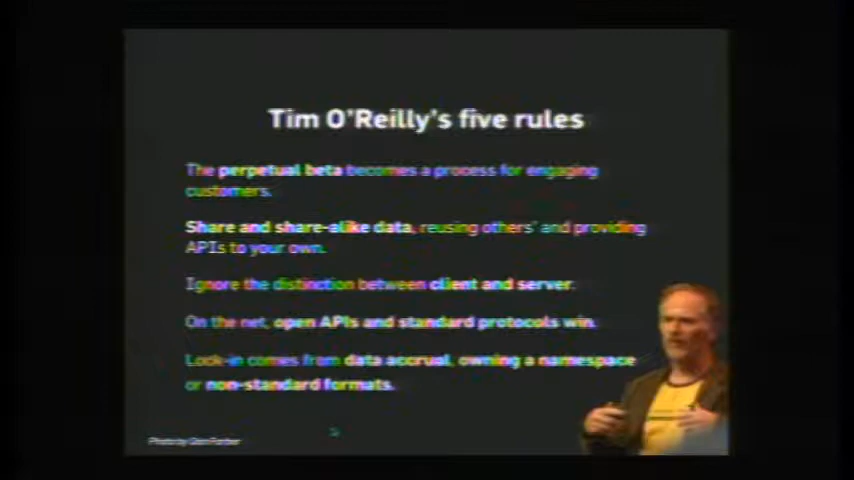 Tim O'Reilly's five rules
The perpetual beta becomes a process for engaging
customers.
Share and share-alike data, reusing others' and providing
APIs to your own.
Ignore the distinction between client and server.
On the net, open APIs and standard protocols win.
Lock-in comes from data accrual, owning a namespace
or non-standard formats.
Photo by